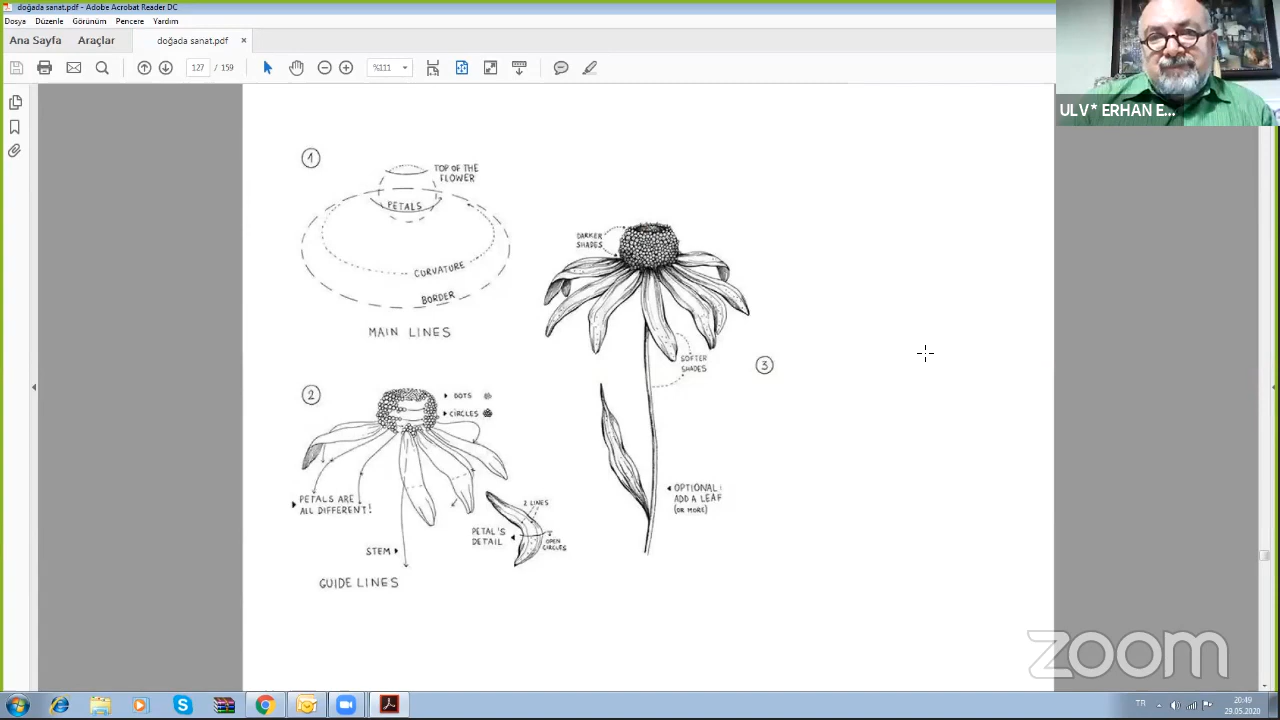 doğada sanat.pdf - Adobe Acrobat Reader DC
Dosya Düzenle Görünüm Pencere Yardım
Ana Sayfa Araçlar doğada sanat.pdf ×
127 / 159 %111
ULV* ERHAN E...
1
TOP OF THE
FLOWER
PETALS
CURVATURE
BORDER
MAIN LINES
DARKER
SHADES
SOFTER
SHADES
3
OPTIONAL:
ADD A LEAF
(OR MORE)
2
DOTS
CIRCLES
PETALS ARE
ALL DIFFERENT!
2 LINES
PETAL'S
DETAIL
OPEN
CIRCLES
STEM
GUIDE LINES
zoom
TR
20:49
29.05.2020